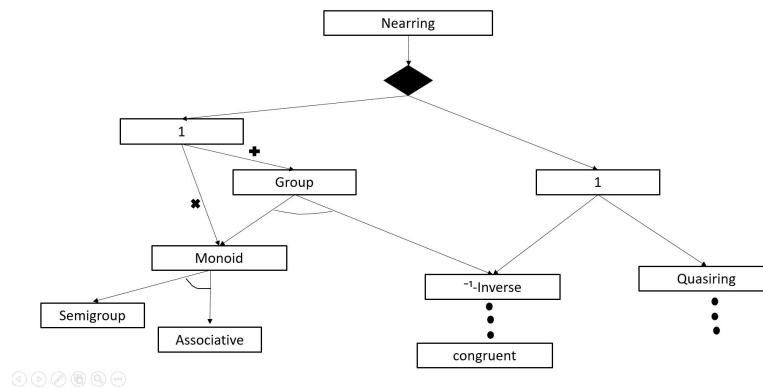 Nearring
1
Group
1
Monoid
⁻¹-Inverse
Quasiring
Semigroup
Associative
congruent